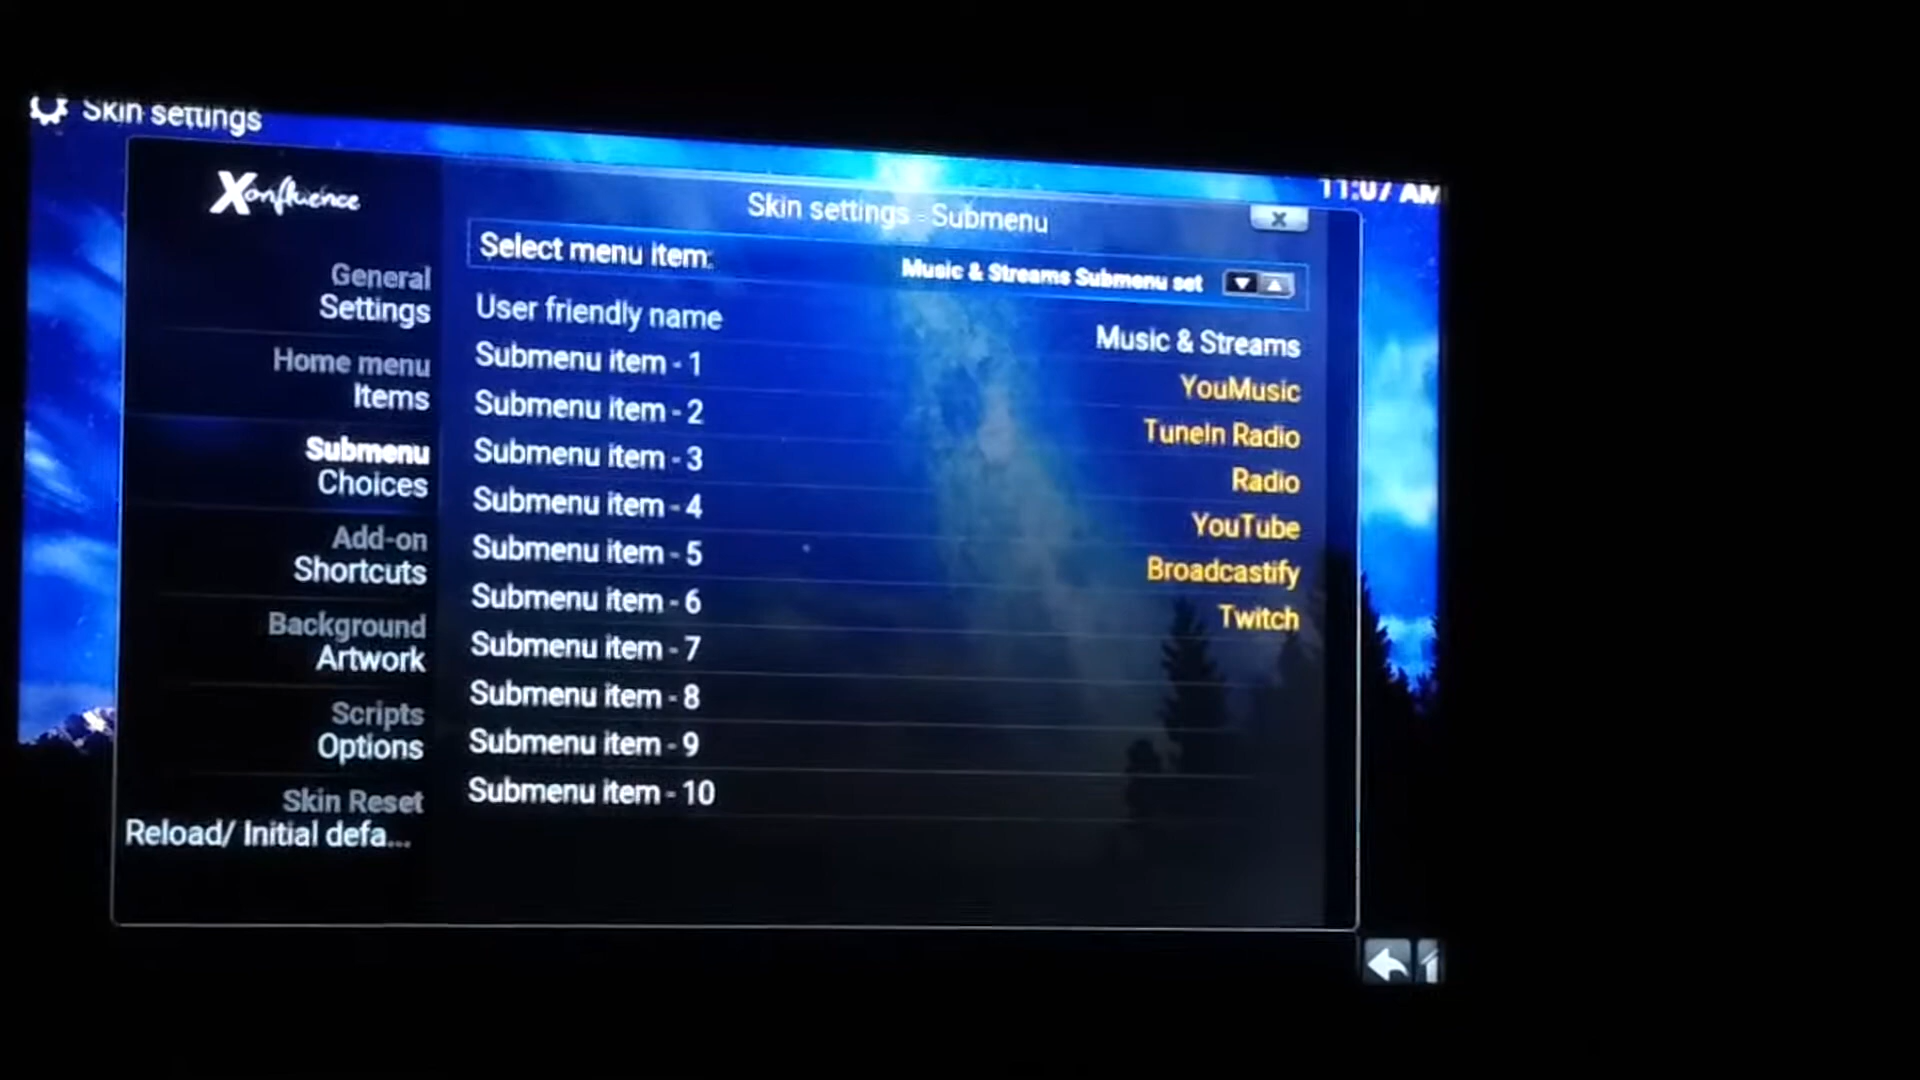 Skin settings
11:07 AM
Xonfluence
Skin settings - Submenu
General
Settings
Home menu
Items
Submenu
Choices
Add-on
Shortcuts
Background
Artwork
Scripts
Options
Skin Reset
Reload/ Initial defa...
Select menu item: Music & Streams Submenu set
User friendly name Music & Streams
Submenu item - 1 YouMusic
Submenu item - 2 TuneIn Radio
Submenu item - 3 Radio
Submenu item - 4 YouTube
Submenu item - 5 Broadcastify
Submenu item - 6 Twitch
Submenu item - 7
Submenu item - 8
Submenu item - 9
Submenu item - 10